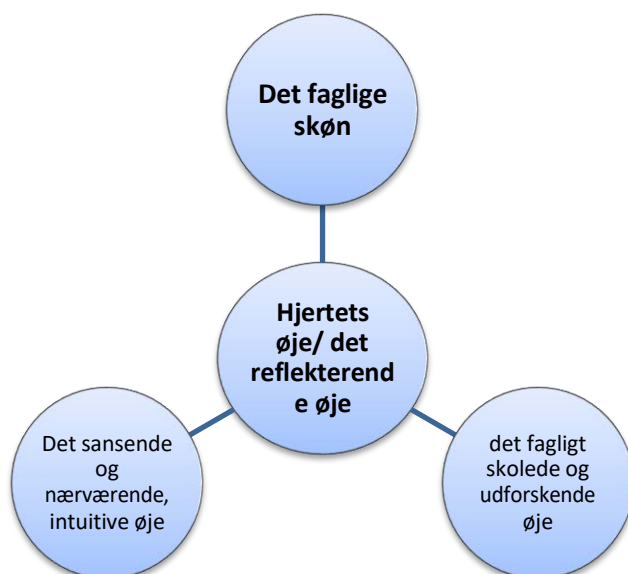 Det faglige
skøn
Hjertets
øje/ det
reflekterend
e øje
Det sansende
og
nærværende,
intuitive øje
det fagligt
skolede og
udforskende
øje